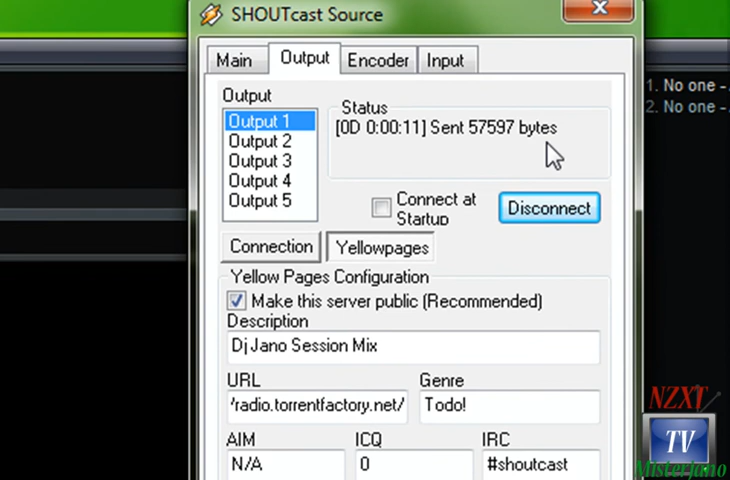 SHOUTcast Source
Main Output Encoder Input
Output
Output 1
Output 2
Output 3
Output 4
Output 5
Status
[0D 0:00:11] Sent 57597 bytes
Connect at
Startup
Disconnect
Connection Yellowpages
Yellow Pages Configuration
Make this server public (Recommended)
Description
Dj Jano Session Mix
URL Genre
/radio.torrentfactory.net/ Todo!
AIM ICQ IRC
N/A 0 #shoutcast
1. No one -
2. No one -
NZXT
TV
Misterjano